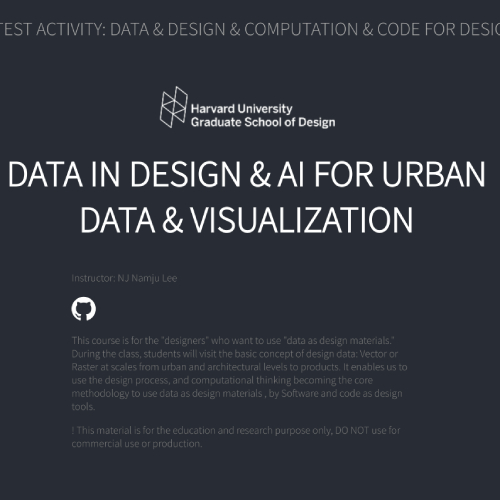 TEST ACTIVITY: DATA & DESIGN & COMPUTATION & CODE FOR DESIG
Harvard University
Graduate School of Design
DATA IN DESIGN & AI FOR URBAN
DATA & VISUALIZATION
Instructor: NJ Namju Lee
This course is for the "designers" who want to use "data as design materials."
During the class, students will visit the basic concept of design data: Vector or
Raster at scales from urban and architectural levels to products. It enables us to
use the design process, and computational thinking becoming the core
methodology to use data as design materials , by Software and code as design
tools.
! This material is for the education and research purpose only, DO NOT use for
commercial use or production.